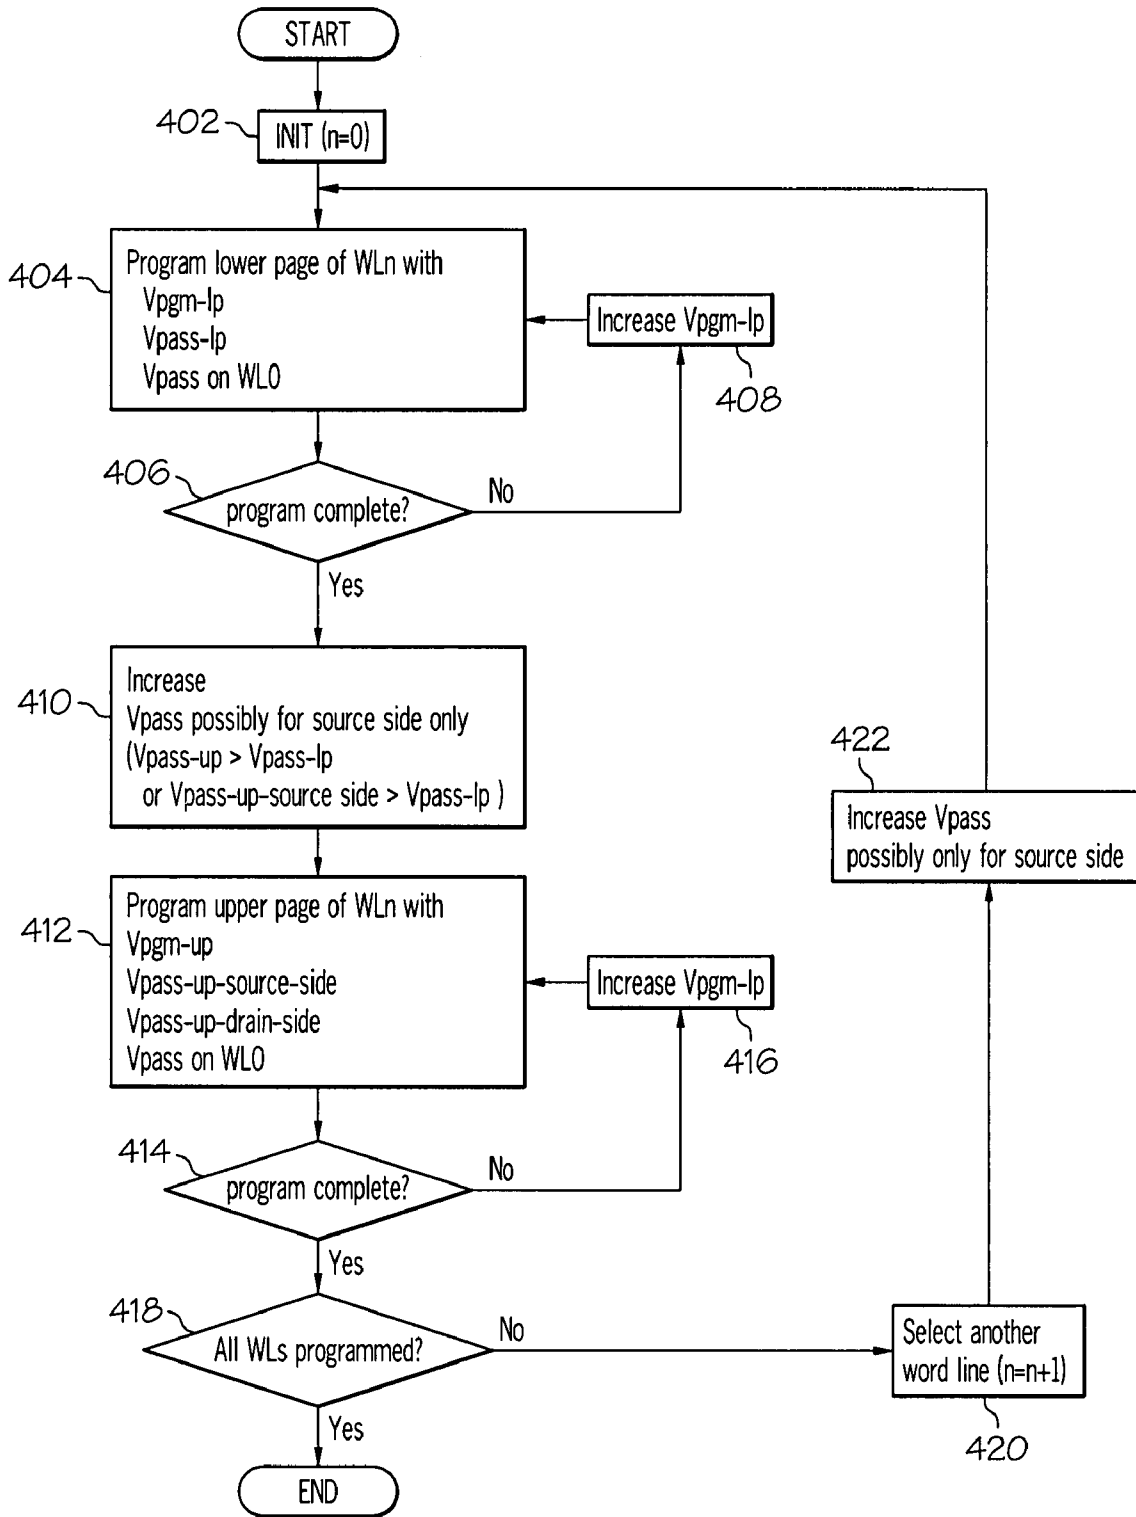 START
402
INIT (n=0)
404
Program lower page of WLn with
Vpgm-lp
Vpass-lp
Vpass on WL0
Increase Vpgm-lp
408
406
program complete?
No
Yes
410
Increase
Vpass possibly for source side only
(Vpass-up > Vpass-lp
or Vpass-up-source side > Vpass-lp )
422
Increase Vpass
possibly only for source side
412
Program upper page of WLn with
Vpgm-up
Vpass-up-source-side
Vpass-up-drain-side
Vpass on WL0
Increase Vpgm-lp
416
414
program complete?
No
Yes
418
All WLs programmed?
No
Select another
word line (n=n+1)
420
Yes
END